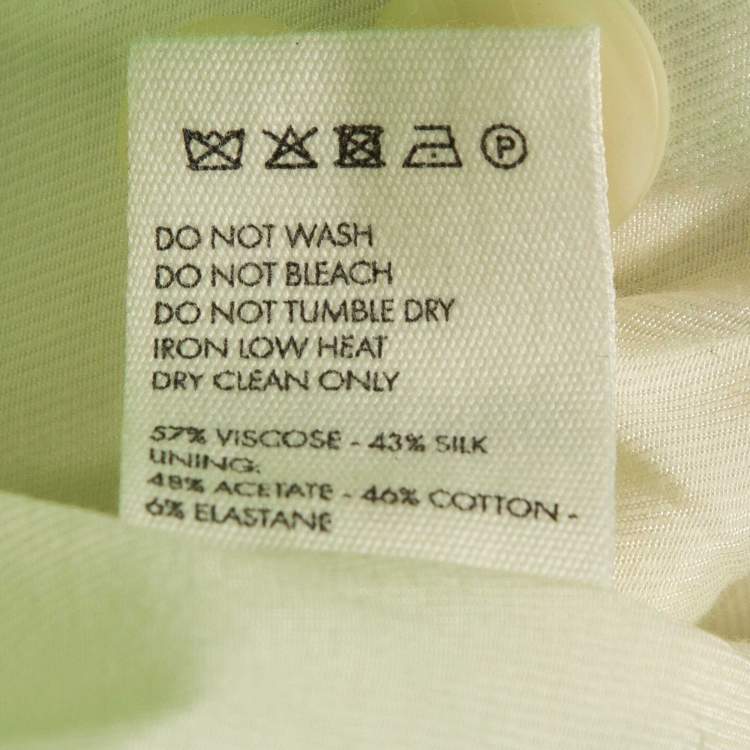 P
DO NOT WASH
DO NOT BLEACH
DO NOT TUMBLE DRY
IRON LOW HEAT
DRY CLEAN ONLY
57% VISCOSE - 43% SILK
LINING:
48% ACETATE - 46% COTTON -
6% ELASTANE